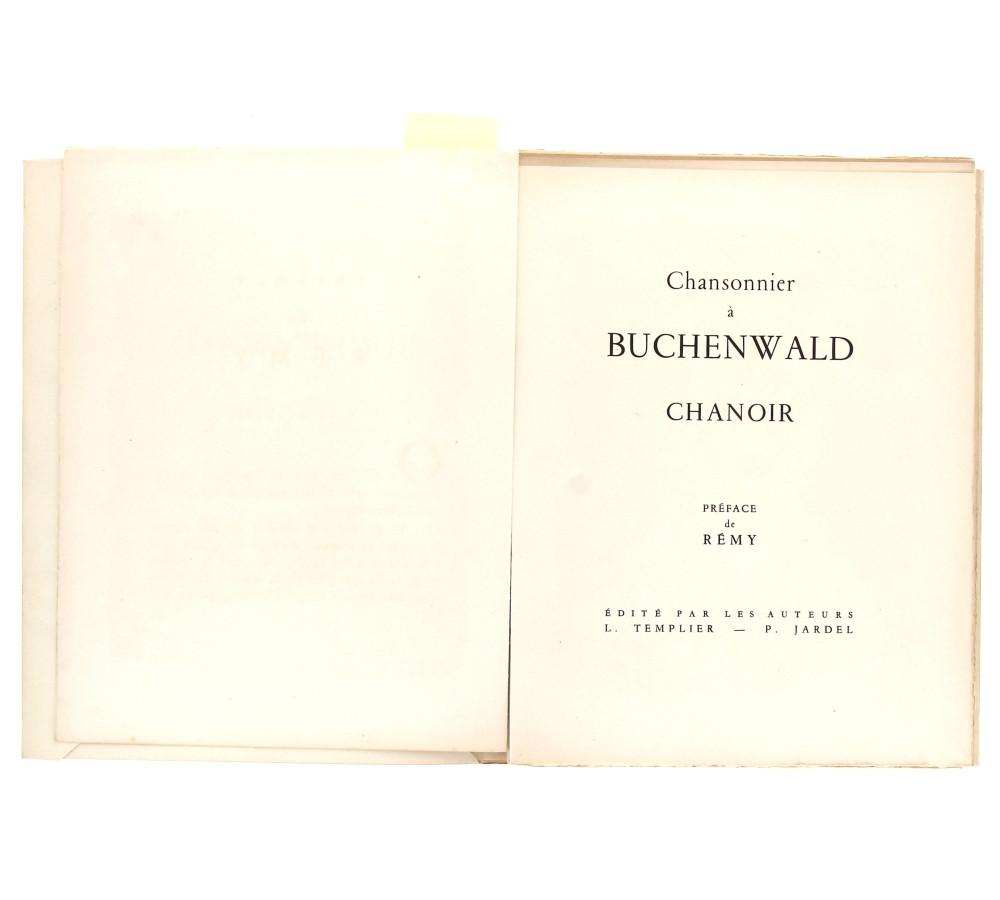 Chansonnier
à
BUCHENWALD
CHANOIR
PRÉFACE
de
RÉMY
ÉDITÉ PAR LES AUTEURS
L. TEMPLIER — P. JARDEL